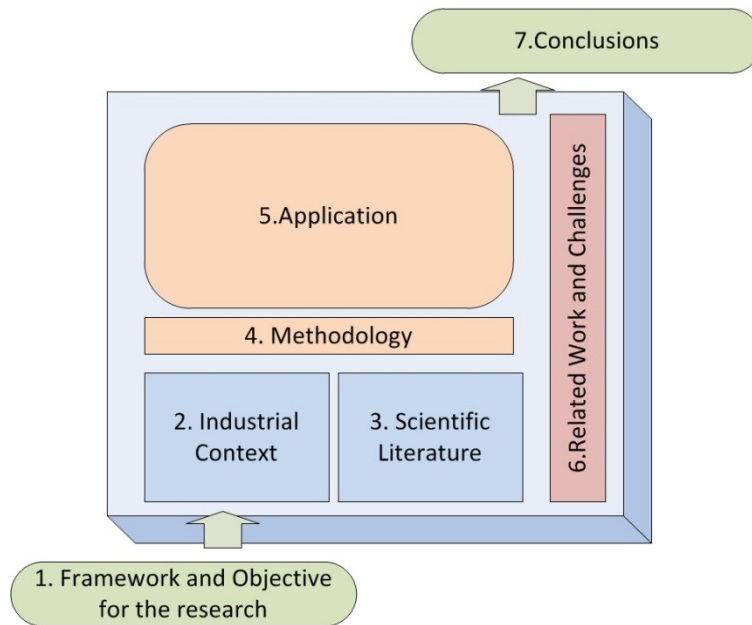 7.Conclusions
5.Application
4. Methodology
2. Industrial
Context
3. Scientific
Literature
6.Related Work and Challenges
1. Framework and Objective
for the research